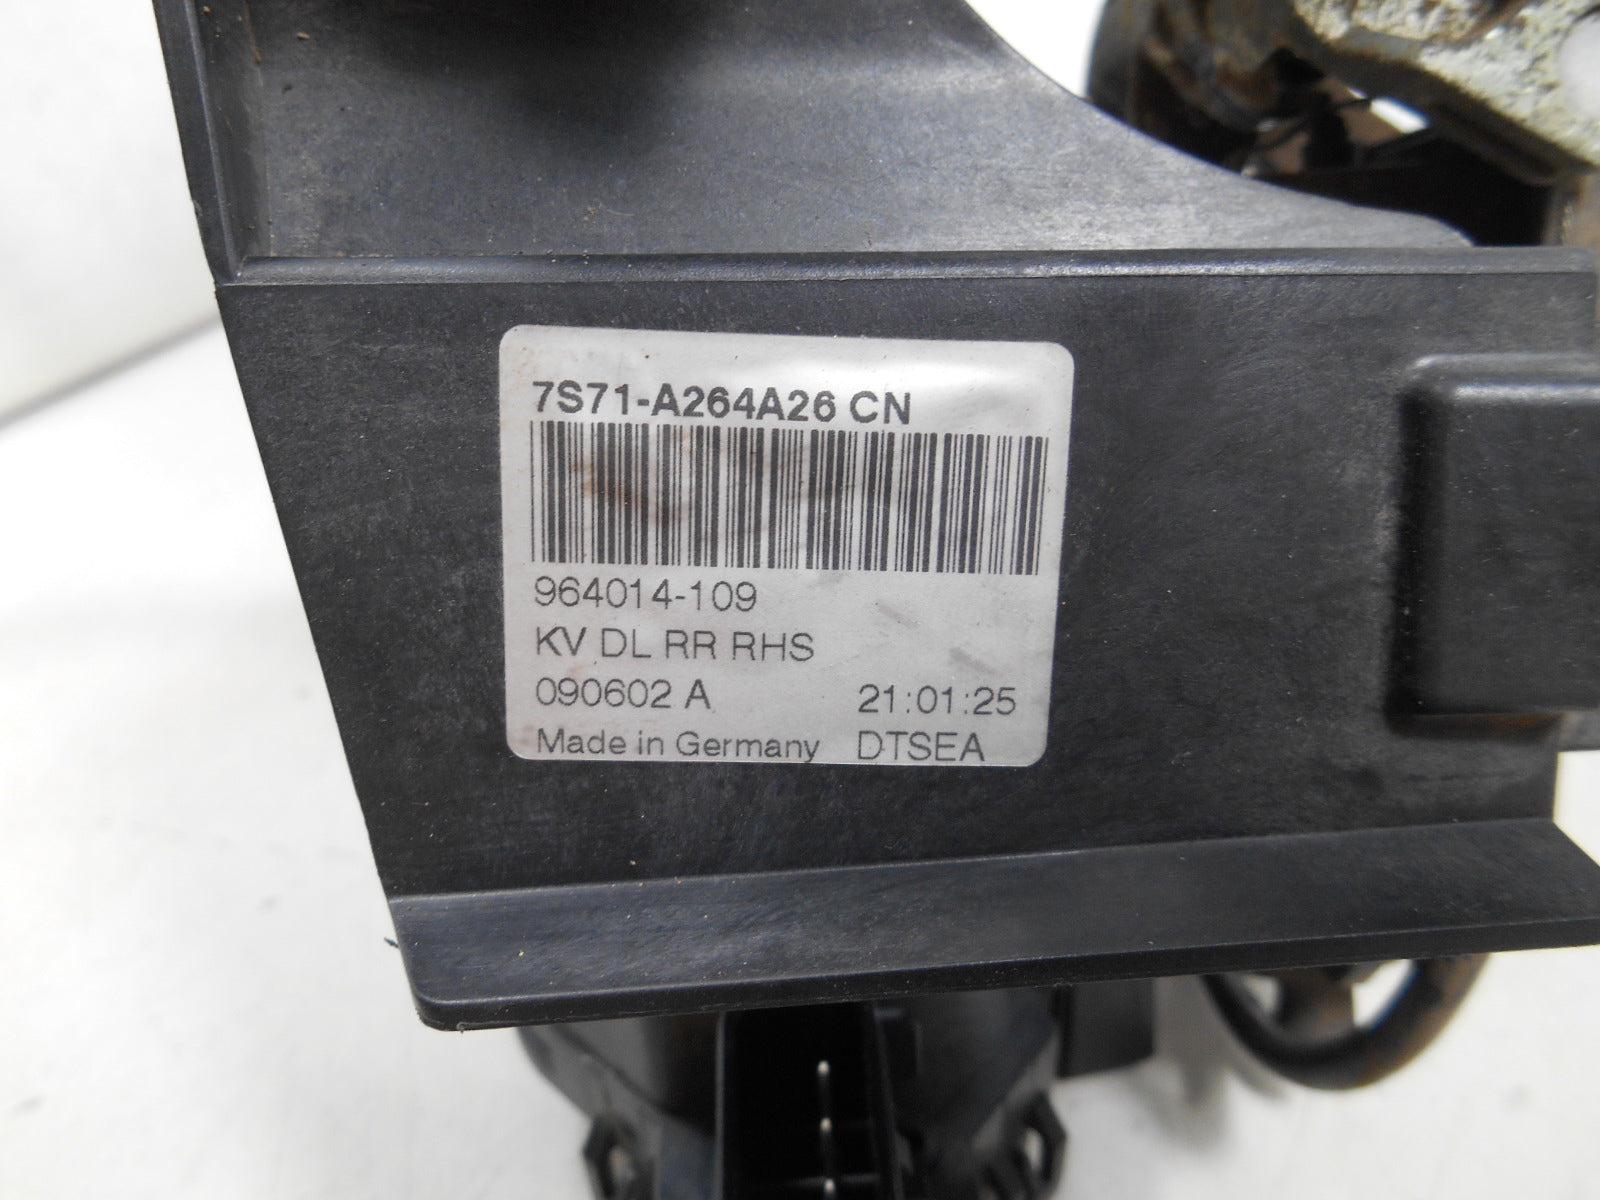 7S71-A264A26 CN
964014-109
KV DL RR RHS
090602 A 21:01:25
Made in Germany DTSEA